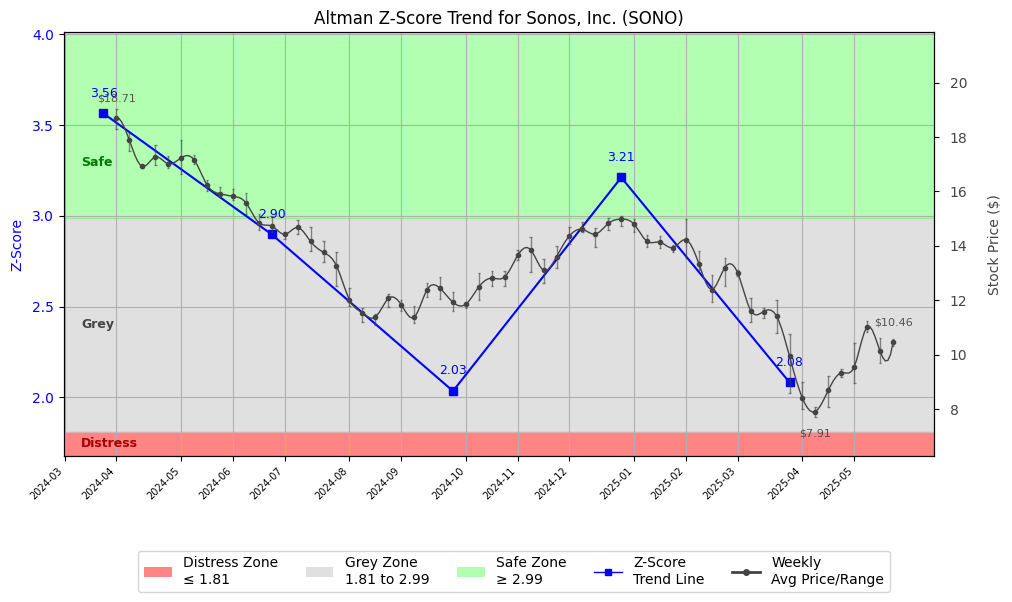 Altman Z-Score Trend for Sonos, Inc. (SONO)
4.0
3.5
3.0
2.5
2.0
Z-Score
20
18
16
14
12
10
8
Stock Price ($)
3.56
$18.71
Safe
2.90
3.21
Grey
2.03
2.08
$10.46
$7.91
Distress
2024-03
2024-04
2024-05
2024-06
2024-07
2024-08
2024-09
2024-10
2024-11
2024-12
2025-01
2025-02
2025-03
2025-04
2025-05
Distress Zone
≤ 1.81
Grey Zone
1.81 to 2.99
Safe Zone
≥ 2.99
Z-Score
Trend Line
Weekly
Avg Price/Range